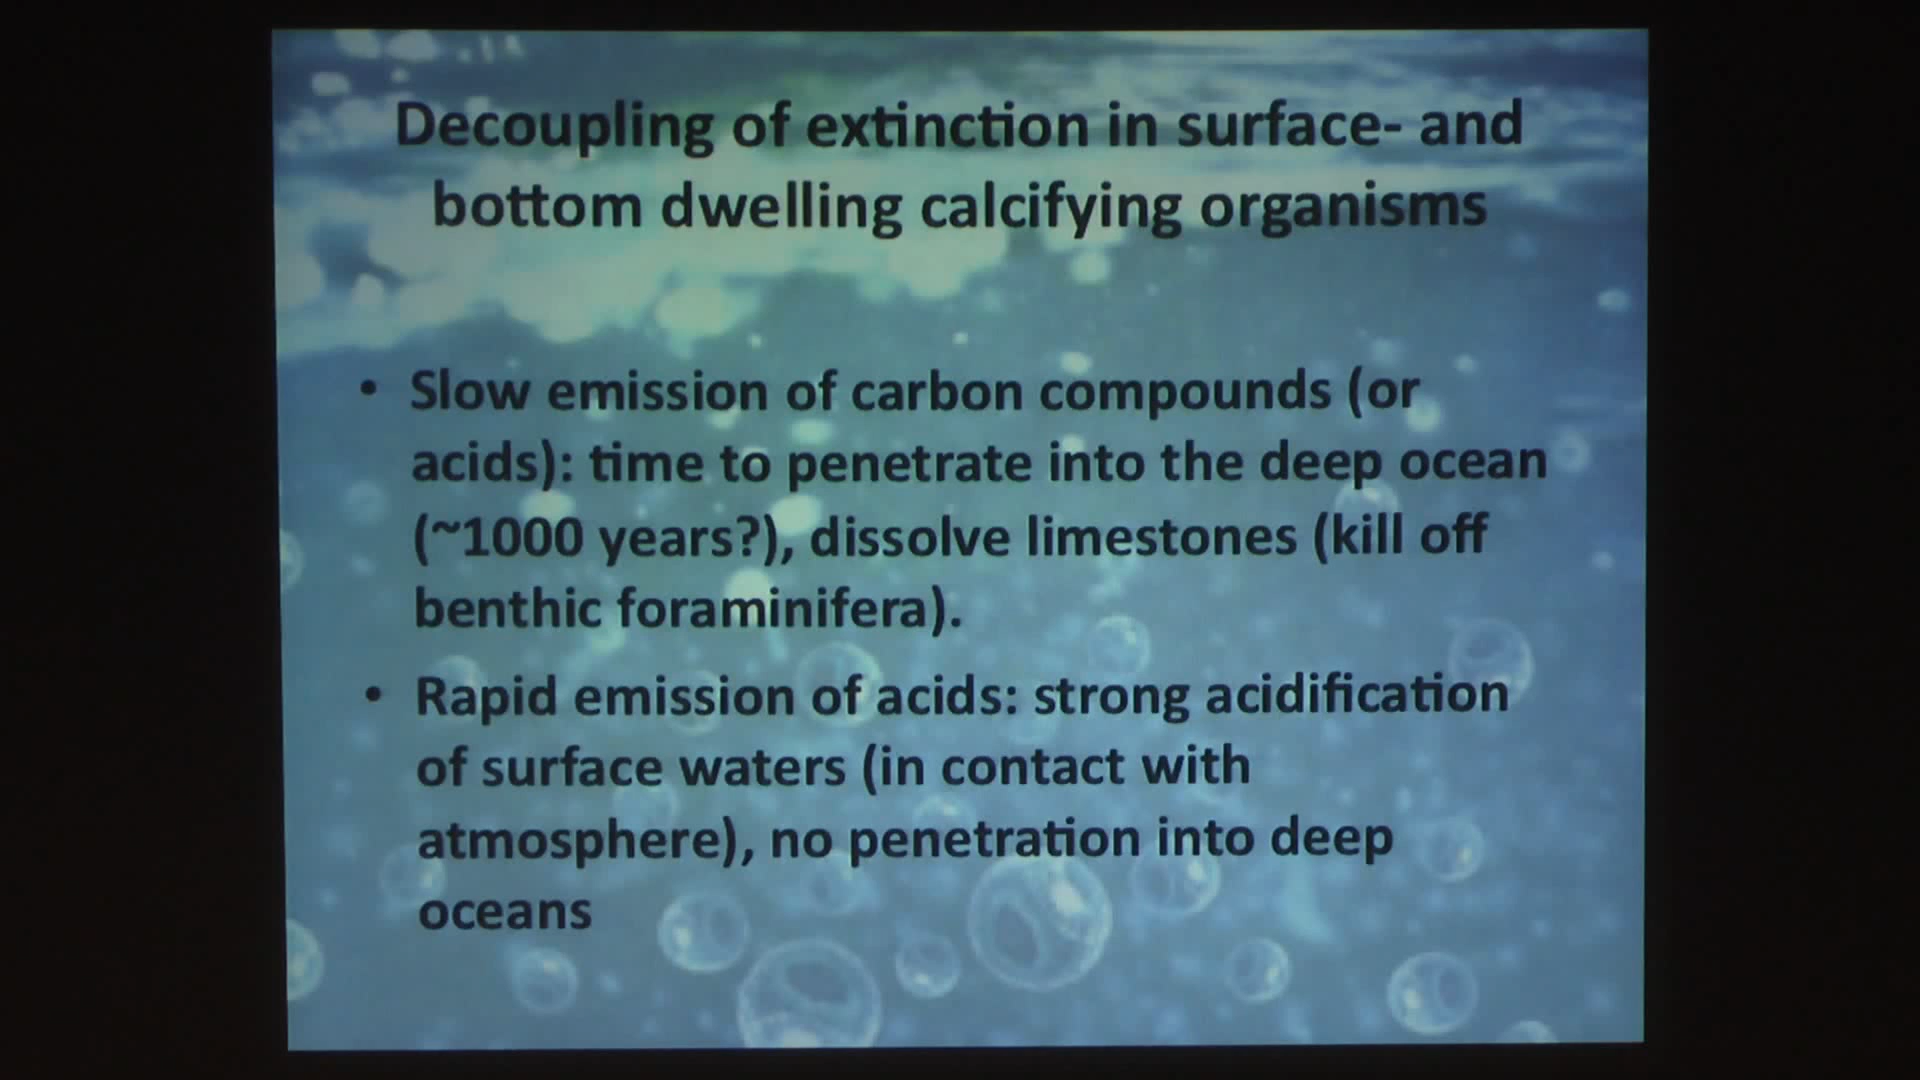 Decoupling of extinction in surface- and
bottom dwelling calcifying organisms
• Slow emission of carbon compounds (or
acids): time to penetrate into the deep ocean
(~1000 years?), dissolve limestones (kill off
benthic foraminifera).
• Rapid emission of acids: strong acidification
of surface waters (in contact with
atmosphere), no penetration into deep
oceans